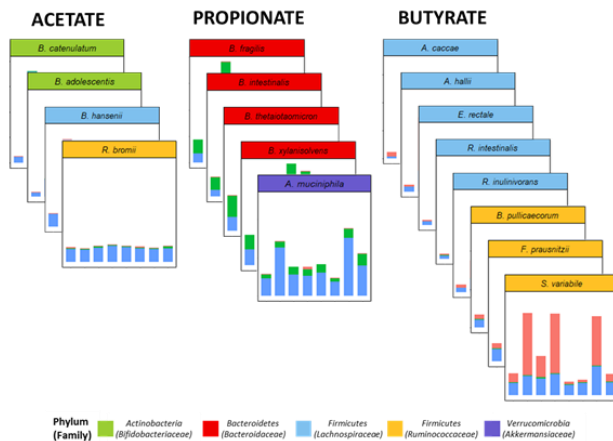 ACETATE
PROPIONATE
BUTYRATE
B. catenulatum
B. adolescentis
B. hansenii
R. bromii
B. fragilis
B. intestinalis
B. thetaiotaomicron
B. xylanisolvens
A. muciniphila
A. caccae
A. hallii
E. rectale
R. intestinalis
R. inulinivorans
B. pullicaecorum
F. prausnitzii
S. variabile
Phylum
(Family)
Actinobacteria
(Bifidobacteriaceae)
Bacteroidetes
(Bacteroidaceae)
Firmicutes
(Lachnospiraceae)
Firmicutes
(Ruminococcaceae)
Verrucomicrobia
(Akkermansiaceae)